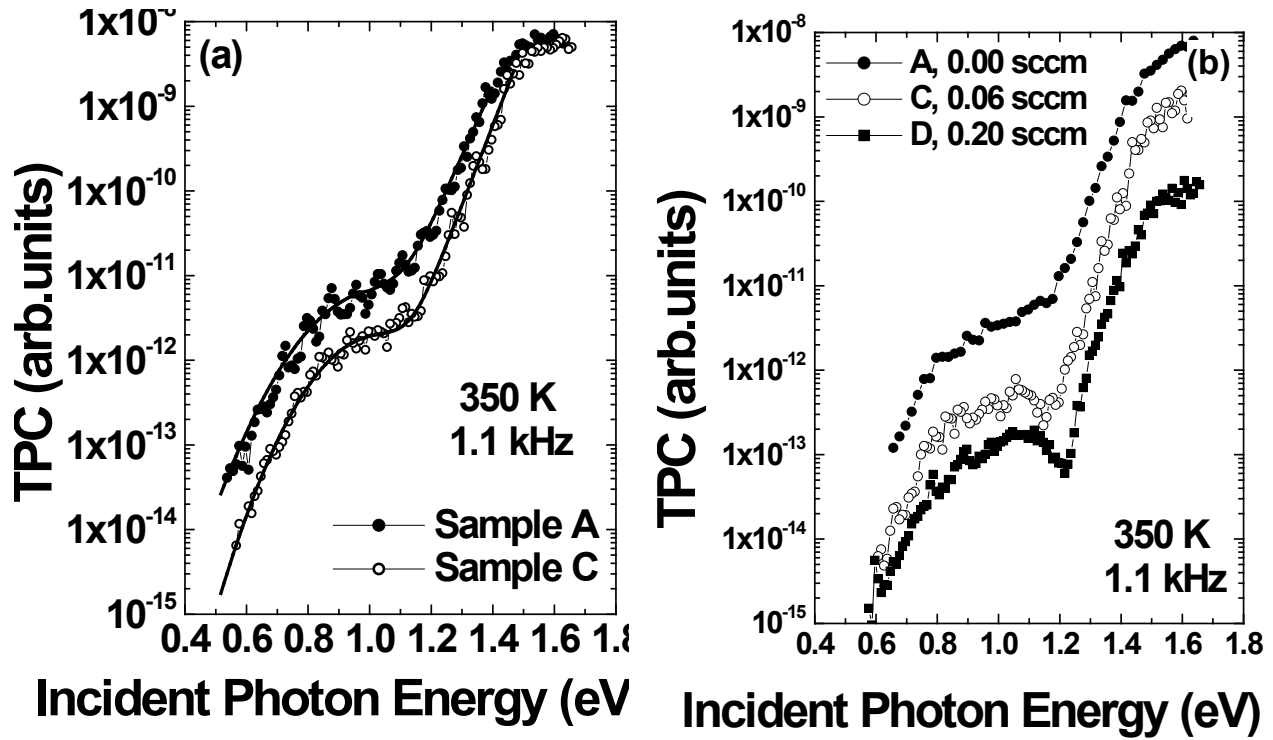 1x10⁻⁸
(a)
1x10⁻⁹
1x10⁻¹⁰
1x10⁻¹¹
1x10⁻¹²
1x10⁻¹³
1x10⁻¹⁴
10⁻¹⁵
TPC (arb.units)
350 K
1.1 kHz
Sample A
Sample C
0.4 0.6 0.8 1.0 1.2 1.4 1.6 1.8
Incident Photon Energy (eV
1x10⁻⁸
A, 0.00 sccm
(b)
C, 0.06 sccm
D, 0.20 sccm
1x10⁻⁹
1x10⁻¹⁰
1x10⁻¹¹
1x10⁻¹²
1x10⁻¹³
1x10⁻¹⁴
10⁻¹⁵
TPC (arb.units)
350 K
1.1 kHz
0.4 0.6 0.8 1.0 1.2 1.4 1.6 1.8
Incident Photon Energy (eV)